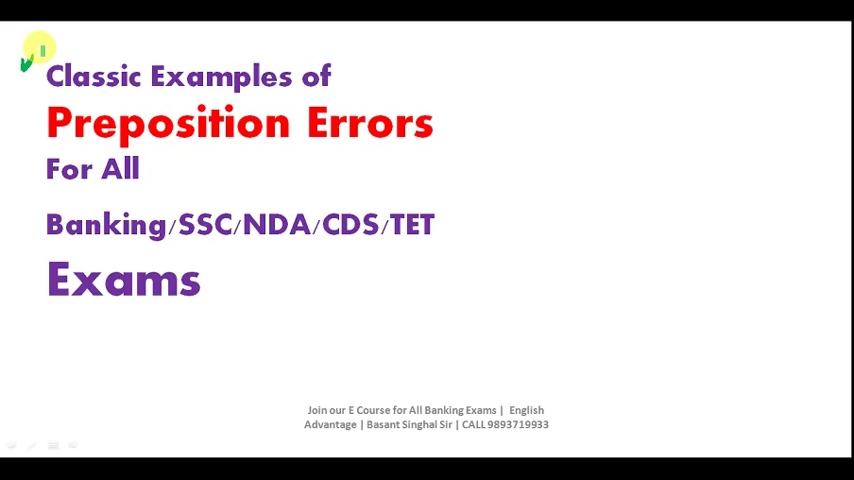 Classic Examples of
Preposition Errors
For All
Banking/SSC/NDA/CDS/TET
Exams
Join our E Course for All Banking Exams | English
Advantage | Basant Singhal Sir | CALL 9893719933